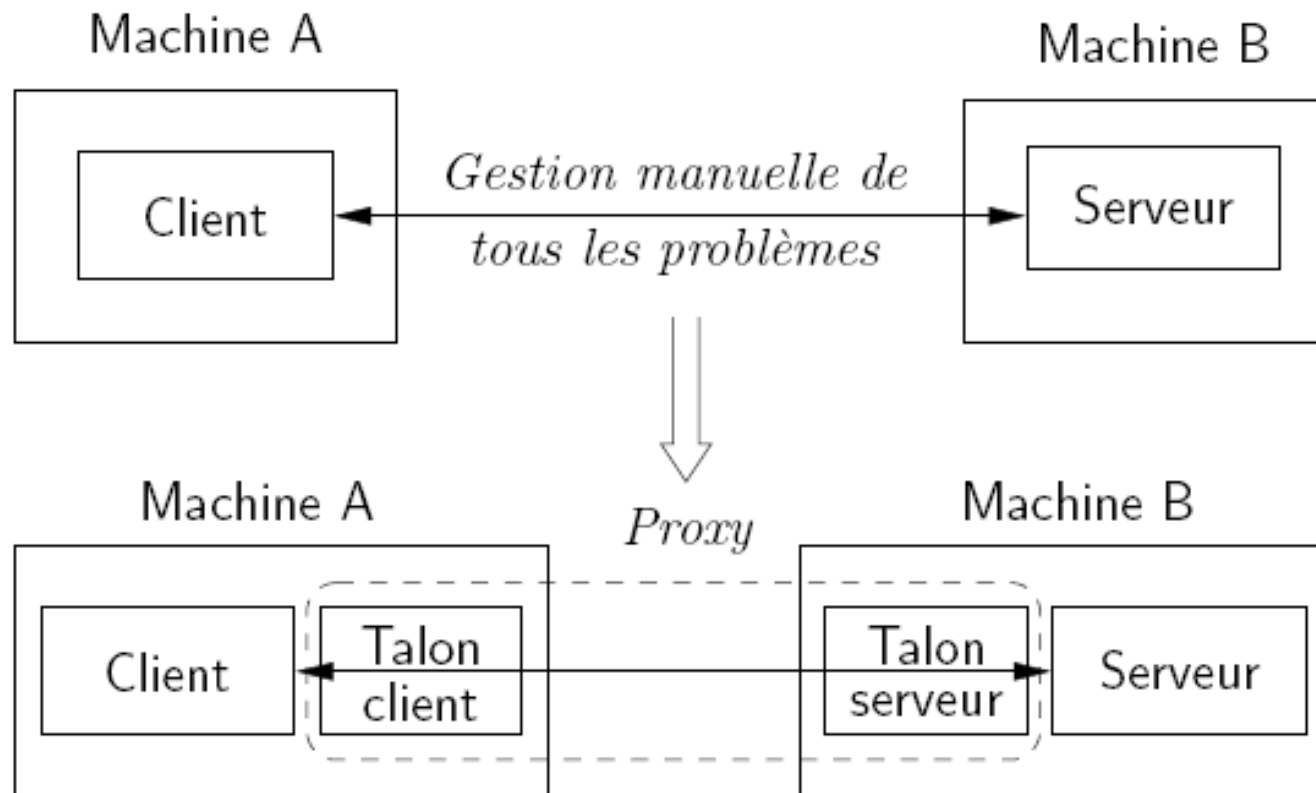 Machine A
Machine B
Client
Gestion manuelle de
tous les problèmes
Serveur
Machine A
Proxy
Machine B
Client
Talon
client
Talon
serveur
Serveur